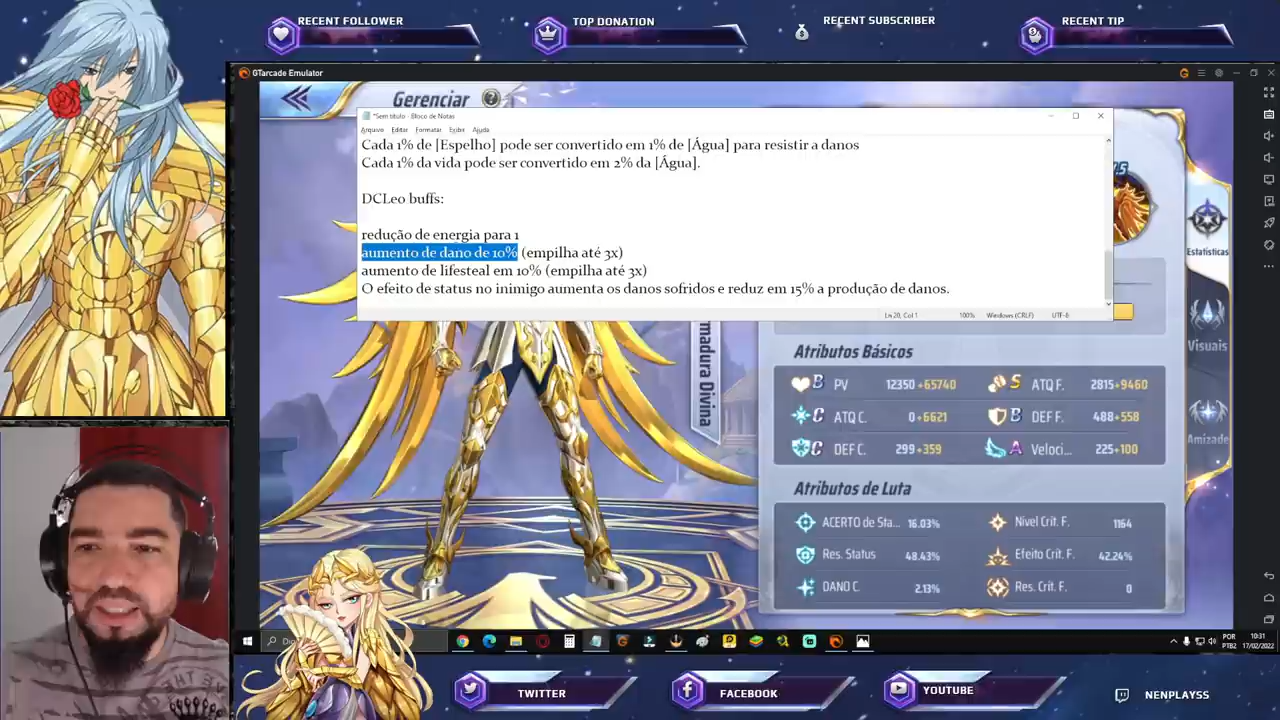 RECENT FOLLOWER
TOP DONATION
RECENT SUBSCRIBER
RECENT TIP
GTarcade Emulator
Gerenciar
*Sem título - Bloco de Notas
Arquivo Editar Formatar Exibir Ajuda
Cada 1% de [Espelho] pode ser convertido em 1% de [Água] para resistir a danos
Cada 1% da vida pode ser convertido em 2% da [Água].
DCLeo buffs:
redução de energia para 1
aumento de dano de 10% (empilha até 3x)
aumento de lifesteal em 10% (empilha até 3x)
O efeito de status no inimigo aumenta os danos sofridos e reduz em 15% a produção de danos.
Ln 20, Col 1 100% Windows (CRLF) UTF-8
madura Divina
Estatísticas
Visuais
Amizade
Atributos Básicos
B PV 12350+65740 S ATQ F. 2815+9460
C ATQ C. 0+6621 B DEF F. 488+558
C DEF C. 299+359 A Veloci... 225+100
Atributos de Luta
ACERTO de Sta... 16.03% Nível Crít. F. 1164
Res. Status 48.43% Efeito Crít. F. 42.24%
DANO C. 2.13% Res. Crít. F. 0
POR 10:31
PTB2 17/02/2022
TWITTER
FACEBOOK
YOUTUBE
NENPLAYSS